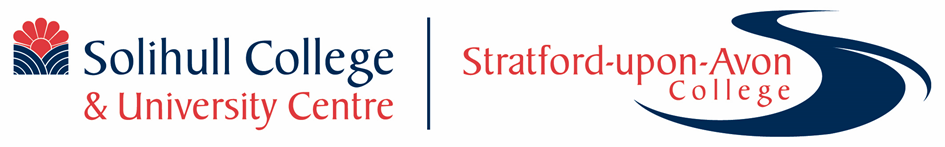 Solihull College
& University Centre
Stratford-upon-Avon
College